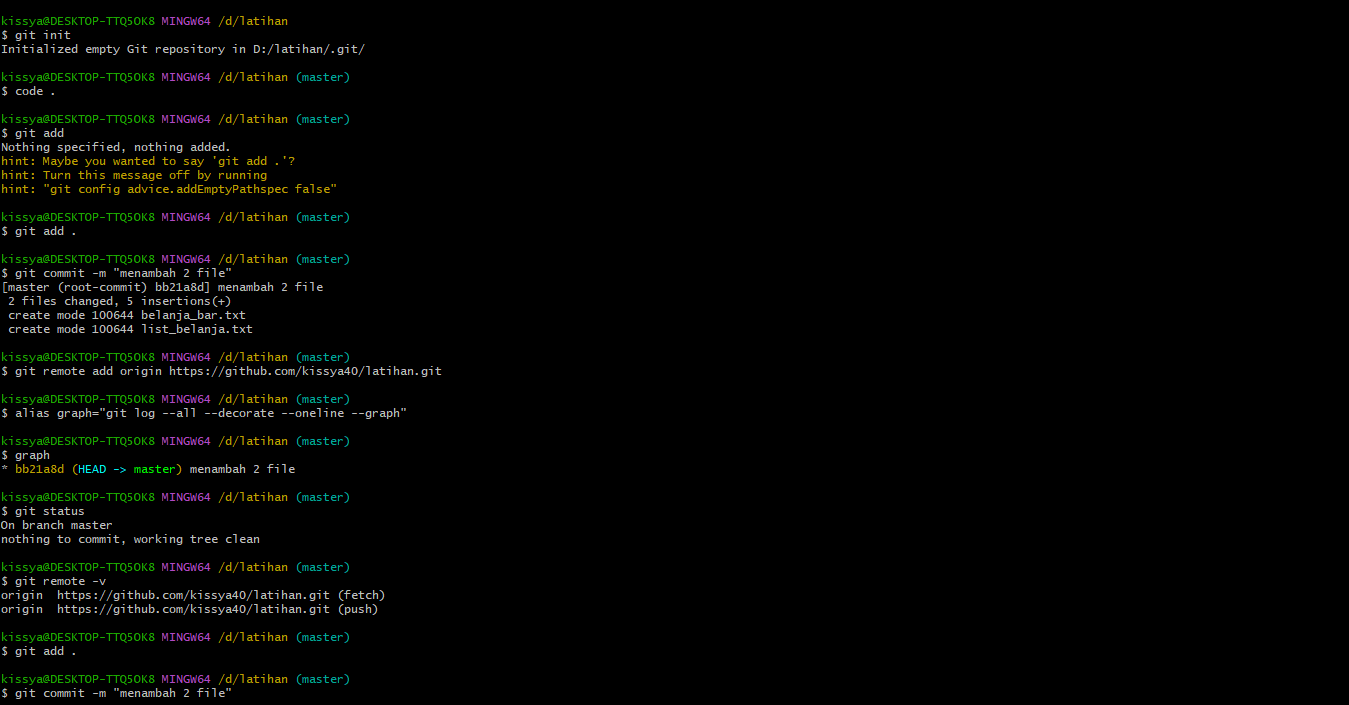 kissya@DESKTOP-TTQ5OK8 MINGW64 /d/latihan
$ git init
Initialized empty Git repository in D:/latihan/.git/
kissya@DESKTOP-TTQ5OK8 MINGW64 /d/latihan (master)
$ code .
kissya@DESKTOP-TTQ5OK8 MINGW64 /d/latihan (master)
$ git add
Nothing specified, nothing added.
hint: Maybe you wanted to say 'git add .'?
hint: Turn this message off by running
hint: "git config advice.addEmptyPathspec false"
kissya@DESKTOP-TTQ5OK8 MINGW64 /d/latihan (master)
$ git add .
kissya@DESKTOP-TTQ5OK8 MINGW64 /d/latihan (master)
$ git commit -m "menambah 2 file"
[master (root-commit) bb21a8d] menambah 2 file
 2 files changed, 5 insertions(+)
 create mode 100644 belanja_bar.txt
 create mode 100644 list_belanja.txt
kissya@DESKTOP-TTQ5OK8 MINGW64 /d/latihan (master)
$ git remote add origin https://github.com/kissya40/latihan.git
kissya@DESKTOP-TTQ5OK8 MINGW64 /d/latihan (master)
$ alias graph="git log --all --decorate --oneline --graph"
kissya@DESKTOP-TTQ5OK8 MINGW64 /d/latihan (master)
$ graph
* bb21a8d (HEAD -> master) menambah 2 file
kissya@DESKTOP-TTQ5OK8 MINGW64 /d/latihan (master)
$ git status
On branch master
nothing to commit, working tree clean
kissya@DESKTOP-TTQ5OK8 MINGW64 /d/latihan (master)
$ git remote -v
origin  https://github.com/kissya40/latihan.git (fetch)
origin  https://github.com/kissya40/latihan.git (push)
kissya@DESKTOP-TTQ5OK8 MINGW64 /d/latihan (master)
$ git add .
kissya@DESKTOP-TTQ5OK8 MINGW64 /d/latihan (master)
$ git commit -m "menambah 2 file"